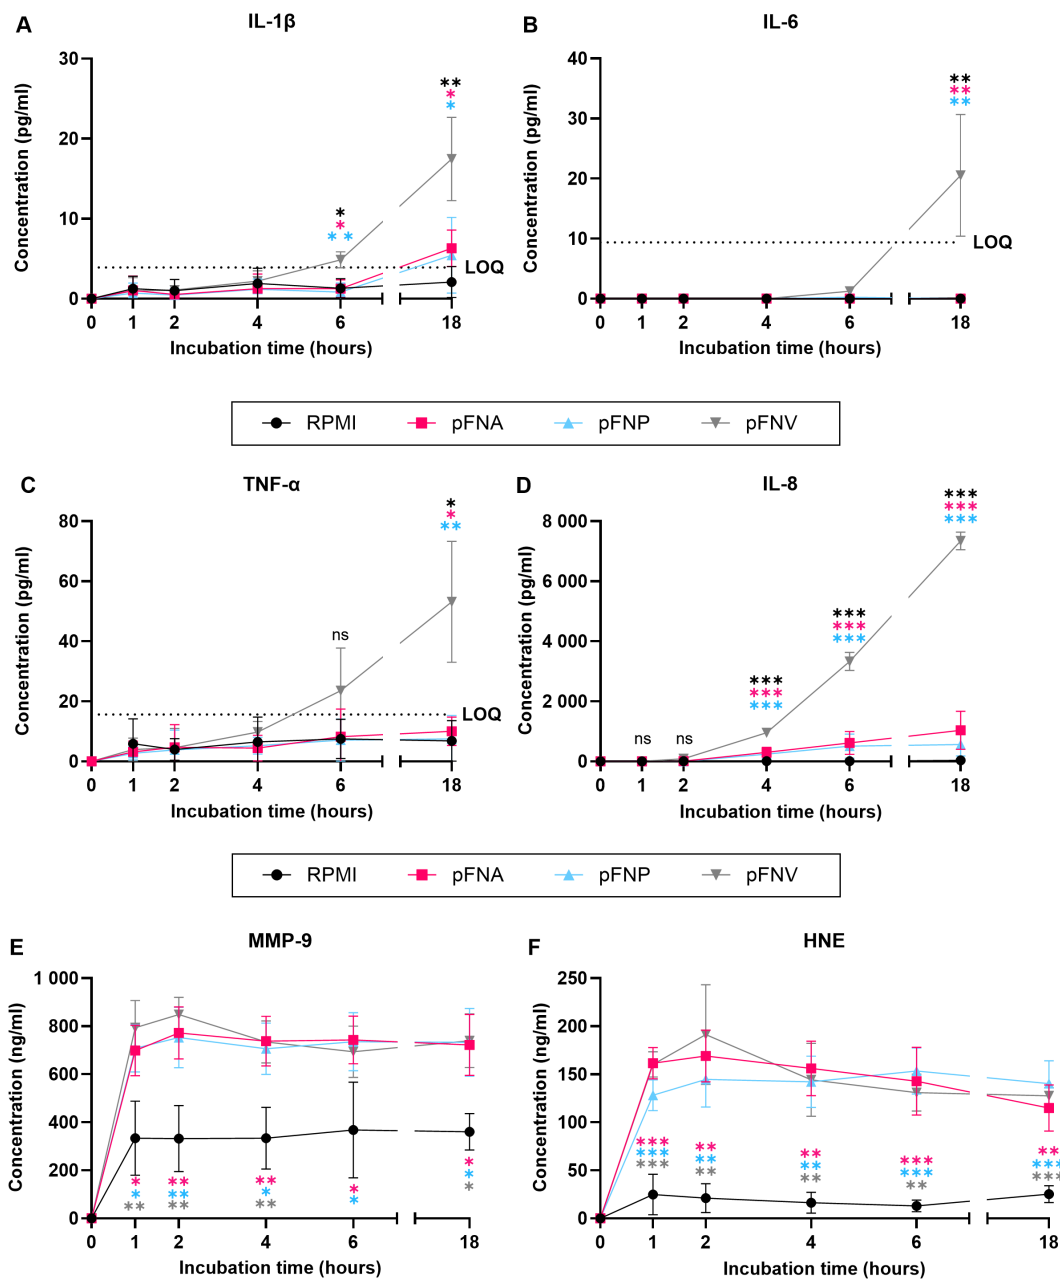 A IL-1β
Concentration (pg/ml)
30
20
10
0
**
*
*
*
*
**
LOQ
0 1 2 4 6 18
Incubation time (hours)
B IL-6
Concentration (pg/ml)
40
30
20
10
0
**
**
**
LOQ
0 1 2 4 6 18
Incubation time (hours)
RPMI pFNA pFNP pFNV
C TNF-α
Concentration (pg/ml)
80
60
40
20
0
*
*
**
ns
LOQ
0 1 2 4 6 18
Incubation time (hours)
D IL-8
Concentration (pg/ml)
8 000
6 000
4 000
2 000
0
***
***
***
***
***
***
***
***
***
ns ns
0 1 2 4 6 18
Incubation time (hours)
RPMI pFNA pFNP pFNV
E MMP-9
Concentration (ng/ml)
1 000
800
600
400
200
0
* ** ** * *
* ** * * *
** ** ** *
0 1 2 4 6 18
Incubation time (hours)
F HNE
Concentration (ng/ml)
250
200
150
100
50
0
*** ** ** *** **
*** ** ** *** ***
*** ** ** ** ***
0 1 2 4 6 18
Incubation time (hours)